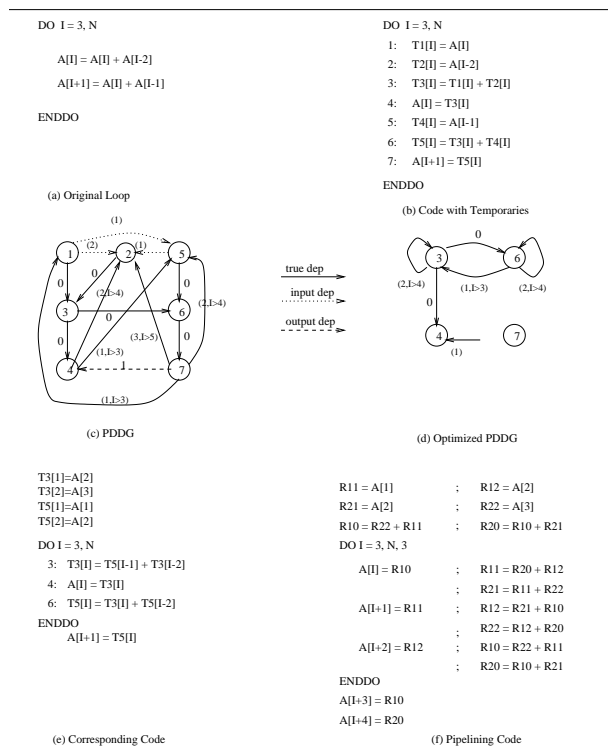 DO I = 3, N
A[I] = A[I] + A[I-2]
A[I+1] = A[I] + A[I-1]
ENDDO
(a) Original Loop
DO I = 3, N
1: T1[I] = A[I]
2: T2[I] = A[I-2]
3: T3[I] = T1[I] + T2[I]
4: A[I] = T3[I]
5: T4[I] = A[I-1]
6: T5[I] = T3[I] + T4[I]
7: A[I+1] = T5[I]
ENDDO
(b) Code with Temporaries
(1)
1 (2) 2 (1) 5
0 0 (2,I>4) 0 (2,I>4)
3 0 6
0 (1,I>3) (3,I>5) 0
4 1 7
(1,I>3)
(c) PDDG
true dep
input dep
output dep
0
3 6
(2,I>4) (1,I>3) (2,I>4)
0
4 7
(1)
(d) Optimized PDDG
T3[1]=A[2]
T3[2]=A[3]
T5[1]=A[1]
T5[2]=A[2]
DO I = 3, N
3: T3[I] = T5[I-1] + T3[I-2]
4: A[I] = T3[I]
6: T5[I] = T3[I] + T5[I-2]
ENDDO
A[I+1] = T5[I]
(e) Corresponding Code
R11 = A[1] ; R12 = A[2]
R21 = A[2] ; R22 = A[3]
R10 = R22 + R11 ; R20 = R10 + R21
DO I = 3, N, 3
A[I] = R10 ; R11 = R20 + R12
; R21 = R11 + R22
A[I+1] = R11 ; R12 = R21 + R10
; R22 = R12 + R20
A[I+2] = R12 ; R10 = R22 + R11
; R20 = R10 + R21
ENDDO
A[I+3] = R10
A[I+4] = R20
(f) Pipelining Code